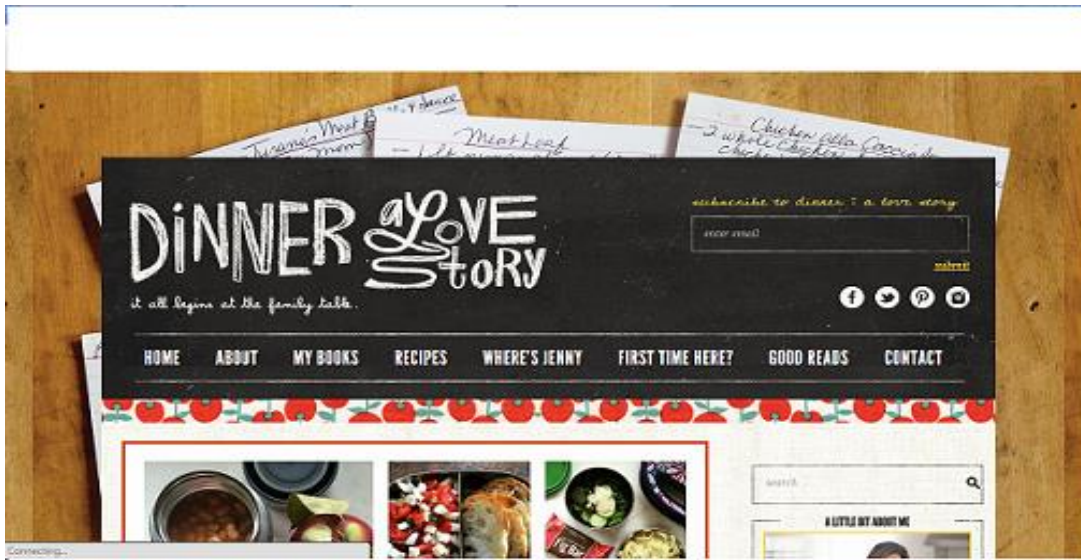 Meat Loaf
2 whole Chicken
DiNNER a LOVE StORY
it all begins at the family table.
subscribe to dinner : a love story
enter email
submit
HOME ABOUT MY BOOKS RECIPES WHERE'S JENNY FIRST TIME HERE? GOOD READS CONTACT
search
A LITTLE BIT ABOUT ME
Connecting...